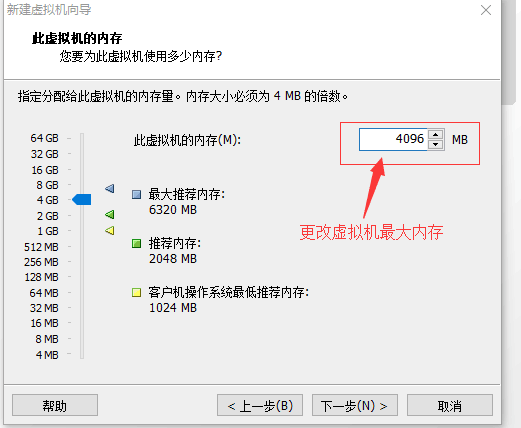 新建虚拟机向导
此虚拟机的内存
您要为此虚拟机使用多少内存?
指定分配给此虚拟机的内存量。内存大小必须为 4 MB 的倍数。
64 GB
32 GB
16 GB
8 GB
4 GB
2 GB
1 GB
512 MB
256 MB
128 MB
64 MB
32 MB
16 MB
8 MB
4 MB
此虚拟机的内存(M):
4096 MB
最大推荐内存:
6320 MB
推荐内存:
2048 MB
客户机操作系统最低推荐内存:
1024 MB
更改虚拟机最大内存
帮助
< 上一步(B)
下一步(N) >
取消